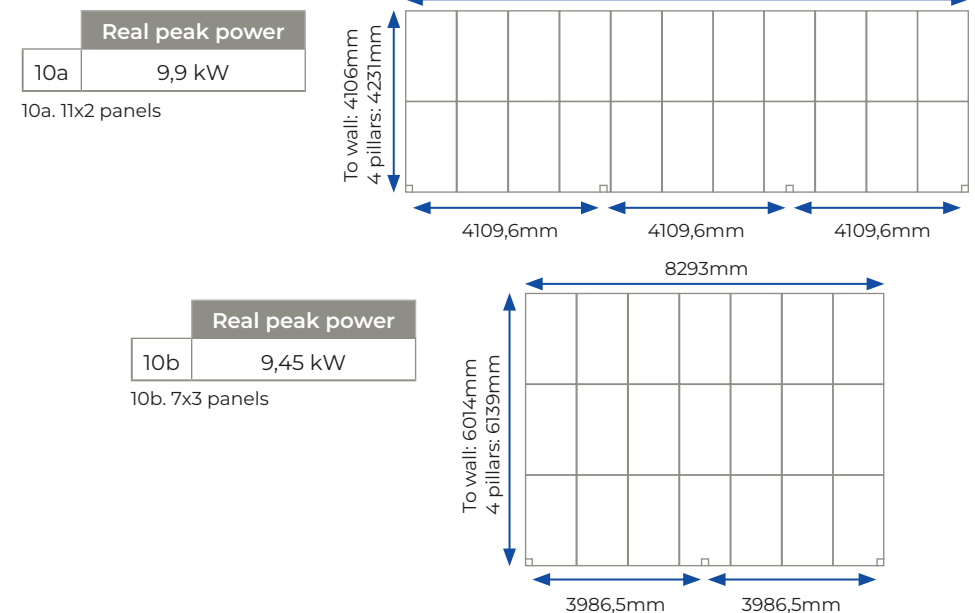 Real peak power
10a 9,9 kW
10a. 11x2 panels
To wall: 4106mm
4 pillars: 4231mm
4109,6mm 4109,6mm 4109,6mm
8293mm
Real peak power
10b 9,45 kW
10b. 7x3 panels
To wall: 6014mm
4 pillars: 6139mm
3986,5mm 3986,5mm